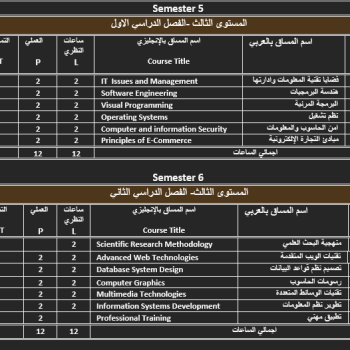 Semester 5
المستوى الثالث -الفصل الدراسي الاول
العملي ساعات النظري اسم المساق بالإنجليزي اسم المساق بالعربي
T P L Course Title
2 2 IT Issues and Management قضايا تقنية المعلومات وادارتها
2 2 Software Engineering هندسة البرمجيات
2 2 Visual Programming البرمجة المرئية
2 2 Operating Systems نظم تشغيل
2 2 Computer and information Security امن الحاسوب والمعلومات
2 2 Principles of E-Commerce مبادئ التجارة الإلكترونية
12 12 اجمالي الساعات
Semester 6
المستوى الثالث- الفصل الدراسي الثاني
العملي ساعات النظري اسم المساق بالإنجليزي اسم المساق بالعربي
T P L Course Title
2 Scientific Research Methodology منهجية البحث العلمي
2 2 Advanced Web Technologies تقنيات الويب المتقدمة
2 2 Database System Design تصميم نظم قواعد البيانات
2 2 Computer Graphics رسومات الحاسوب
2 2 Multimedia Technologies تقنيات الوسائط المتعددة
2 2 Information Systems Development تطوير نظم المعلومات
2 Professional Training تطبيق مهني
12 12 اجمالي الساعات